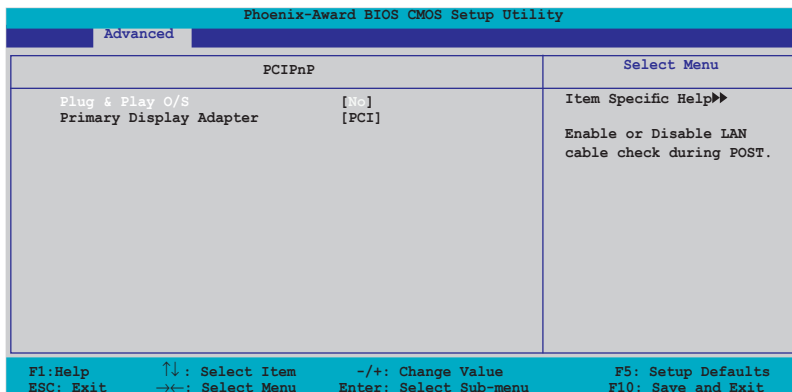 Phoenix-Award BIOS CMOS Setup Utility
Advanced
PCIPnP
Select Menu
Plug & Play O/S [No]
Primary Display Adapter [PCI]
Item Specific Help▶▶
Enable or Disable LAN
cable check during POST.
F1:Help ↑↓: Select Item -/+: Change Value F5: Setup Defaults
ESC: Exit →←: Select Menu Enter: Select Sub-menu F10: Save and Exit